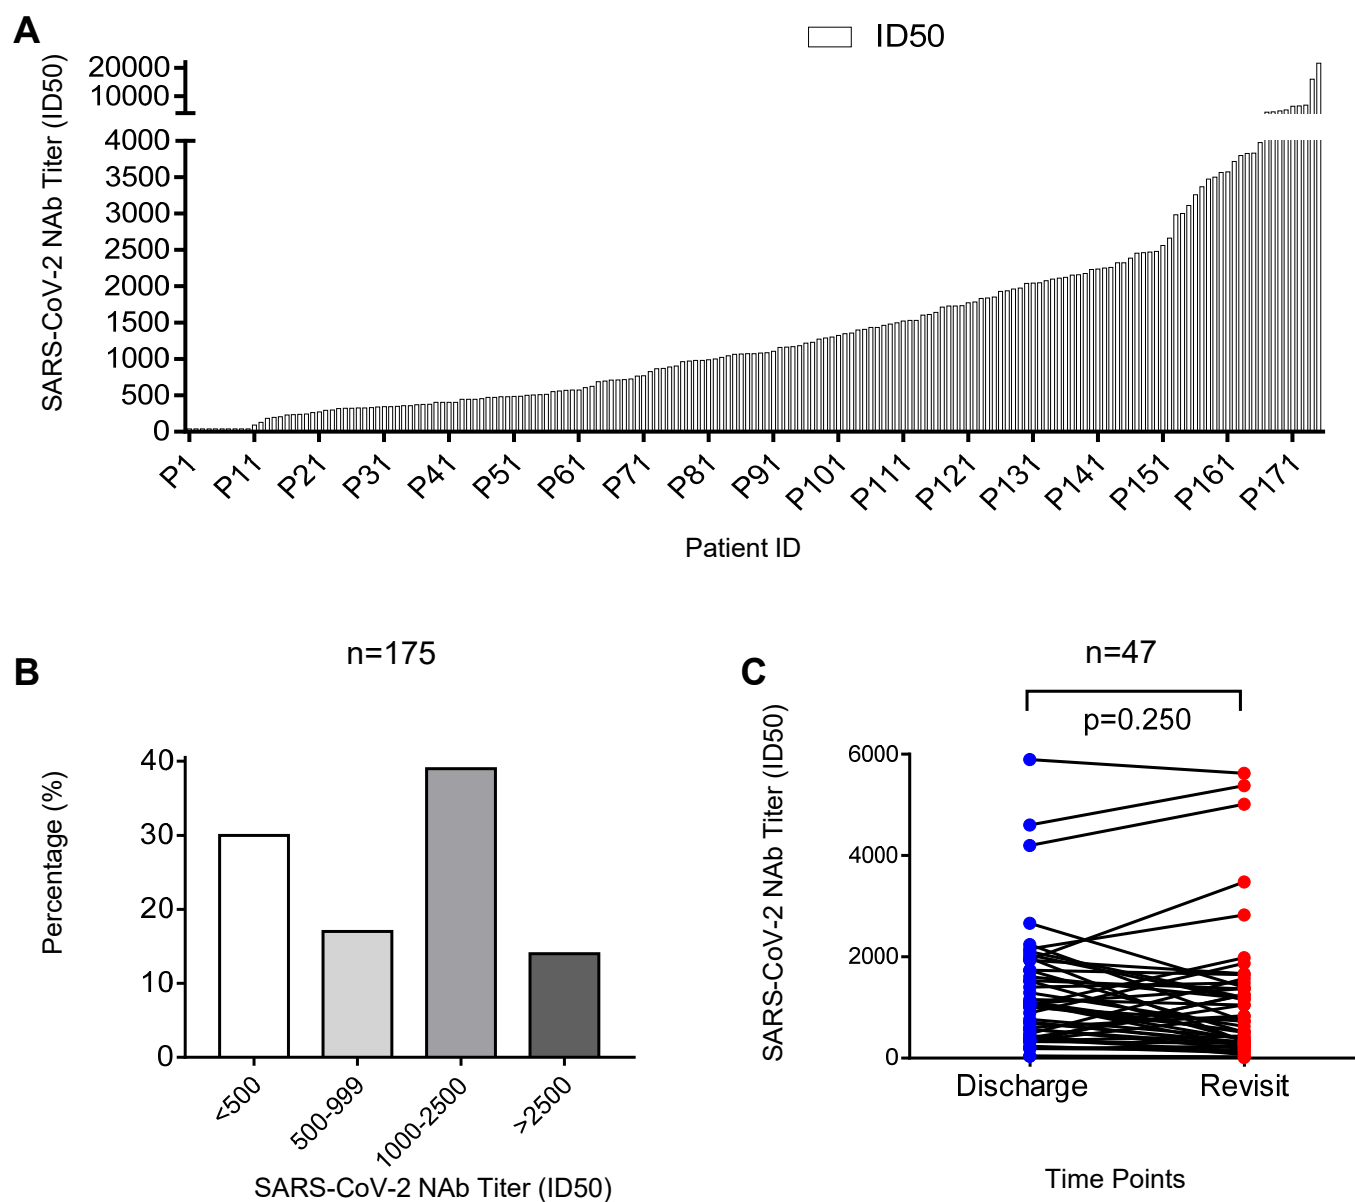 A
ID50
SARS-CoV-2 NAb Titer (ID50)
20000
10000
4000
3500
3000
2500
2000
1500
1000
500
0
P1 P11 P21 P31 P41 P51 P61 P71 P81 P91 P101 P111 P121 P131 P141 P151 P161 P171
Patient ID
B
n=175
Percentage (%)
40
30
20
10
0
<500 500-999 1000-2500 >2500
SARS-CoV-2 NAb Titer (ID50)
C
n=47
p=0.250
SARS-CoV-2 NAb Titer (ID50)
6000
4000
2000
0
Discharge Revisit
Time Points